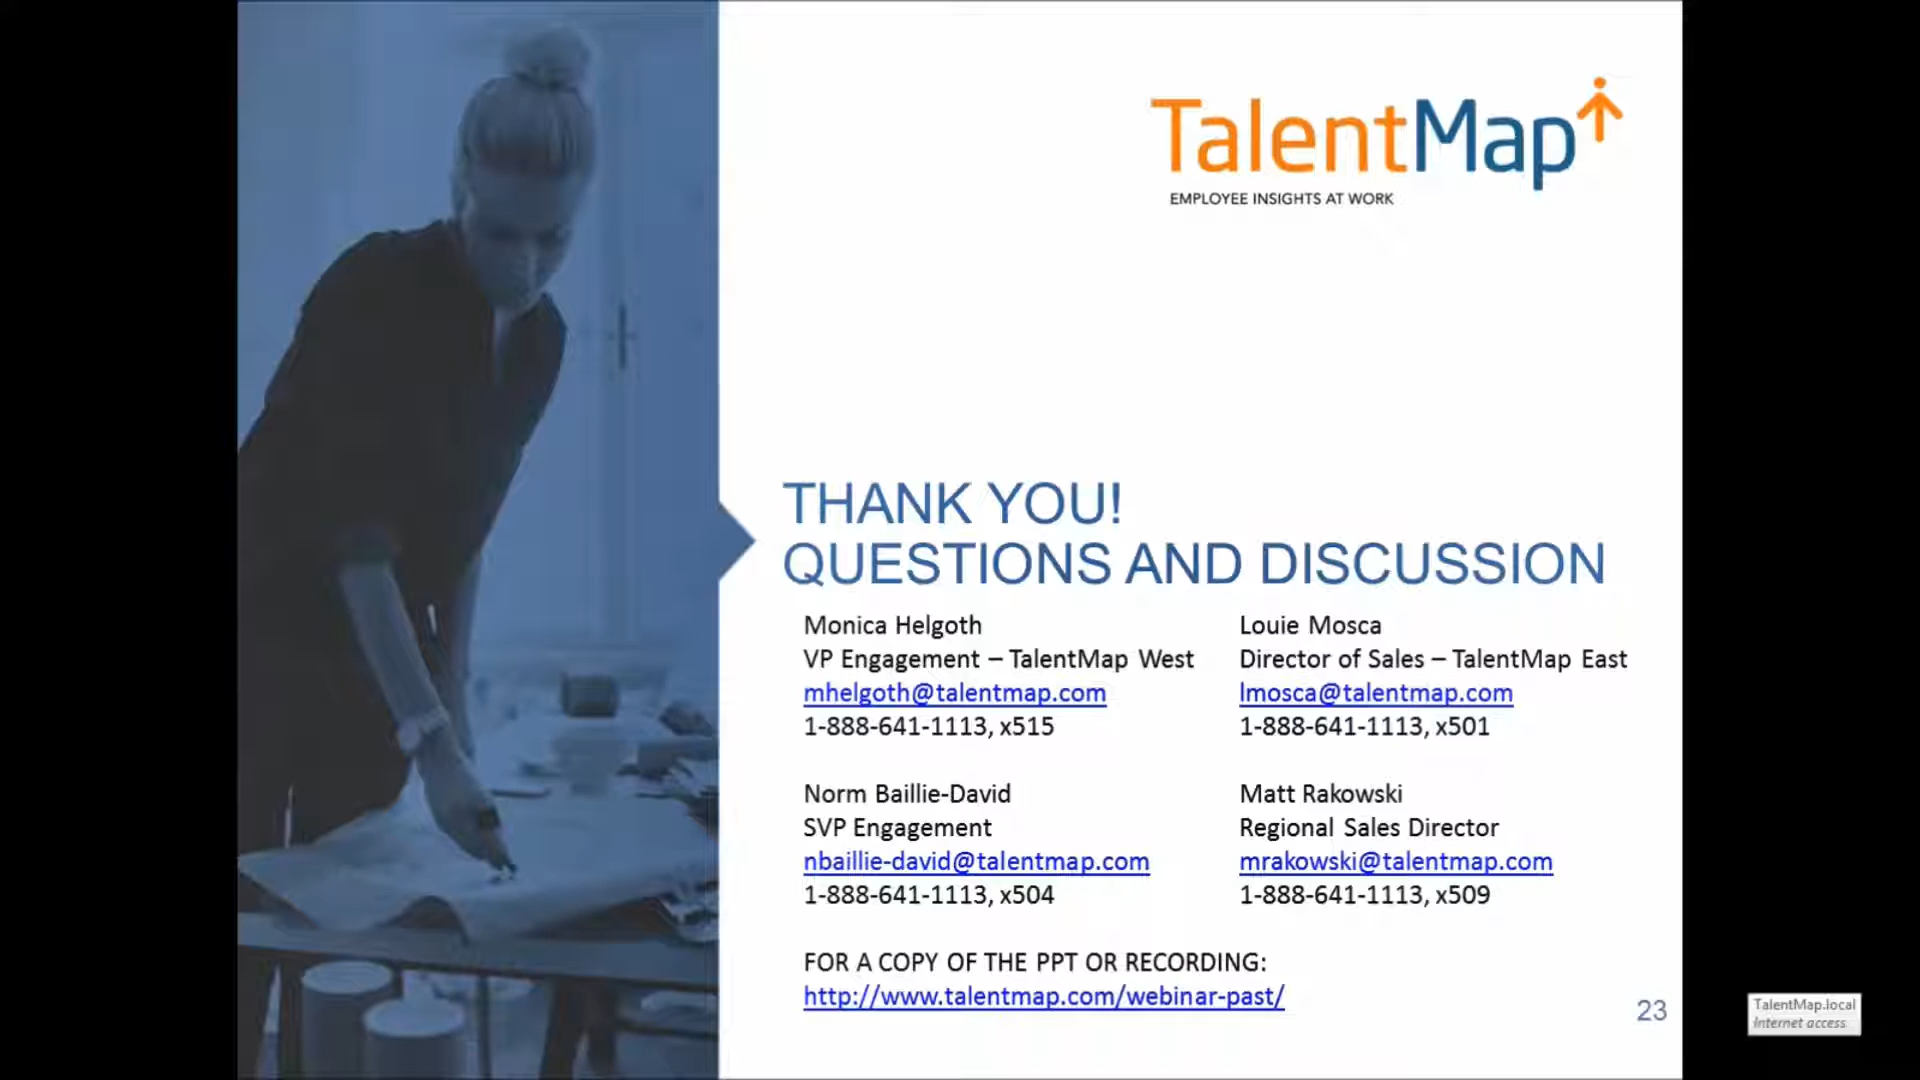 TalentMap
EMPLOYEE INSIGHTS AT WORK
THANK YOU!
QUESTIONS AND DISCUSSION
Monica Helgoth
VP Engagement – TalentMap West
mhelgoth@talentmap.com
1-888-641-1113, x515
Louie Mosca
Director of Sales – TalentMap East
lmosca@talentmap.com
1-888-641-1113, x501
Norm Baillie-David
SVP Engagement
nbaillie-david@talentmap.com
1-888-641-1113, x504
Matt Rakowski
Regional Sales Director
mrakowski@talentmap.com
1-888-641-1113, x509
FOR A COPY OF THE PPT OR RECORDING:
http://www.talentmap.com/webinar-past/
23
TalentMap.local
Internet access